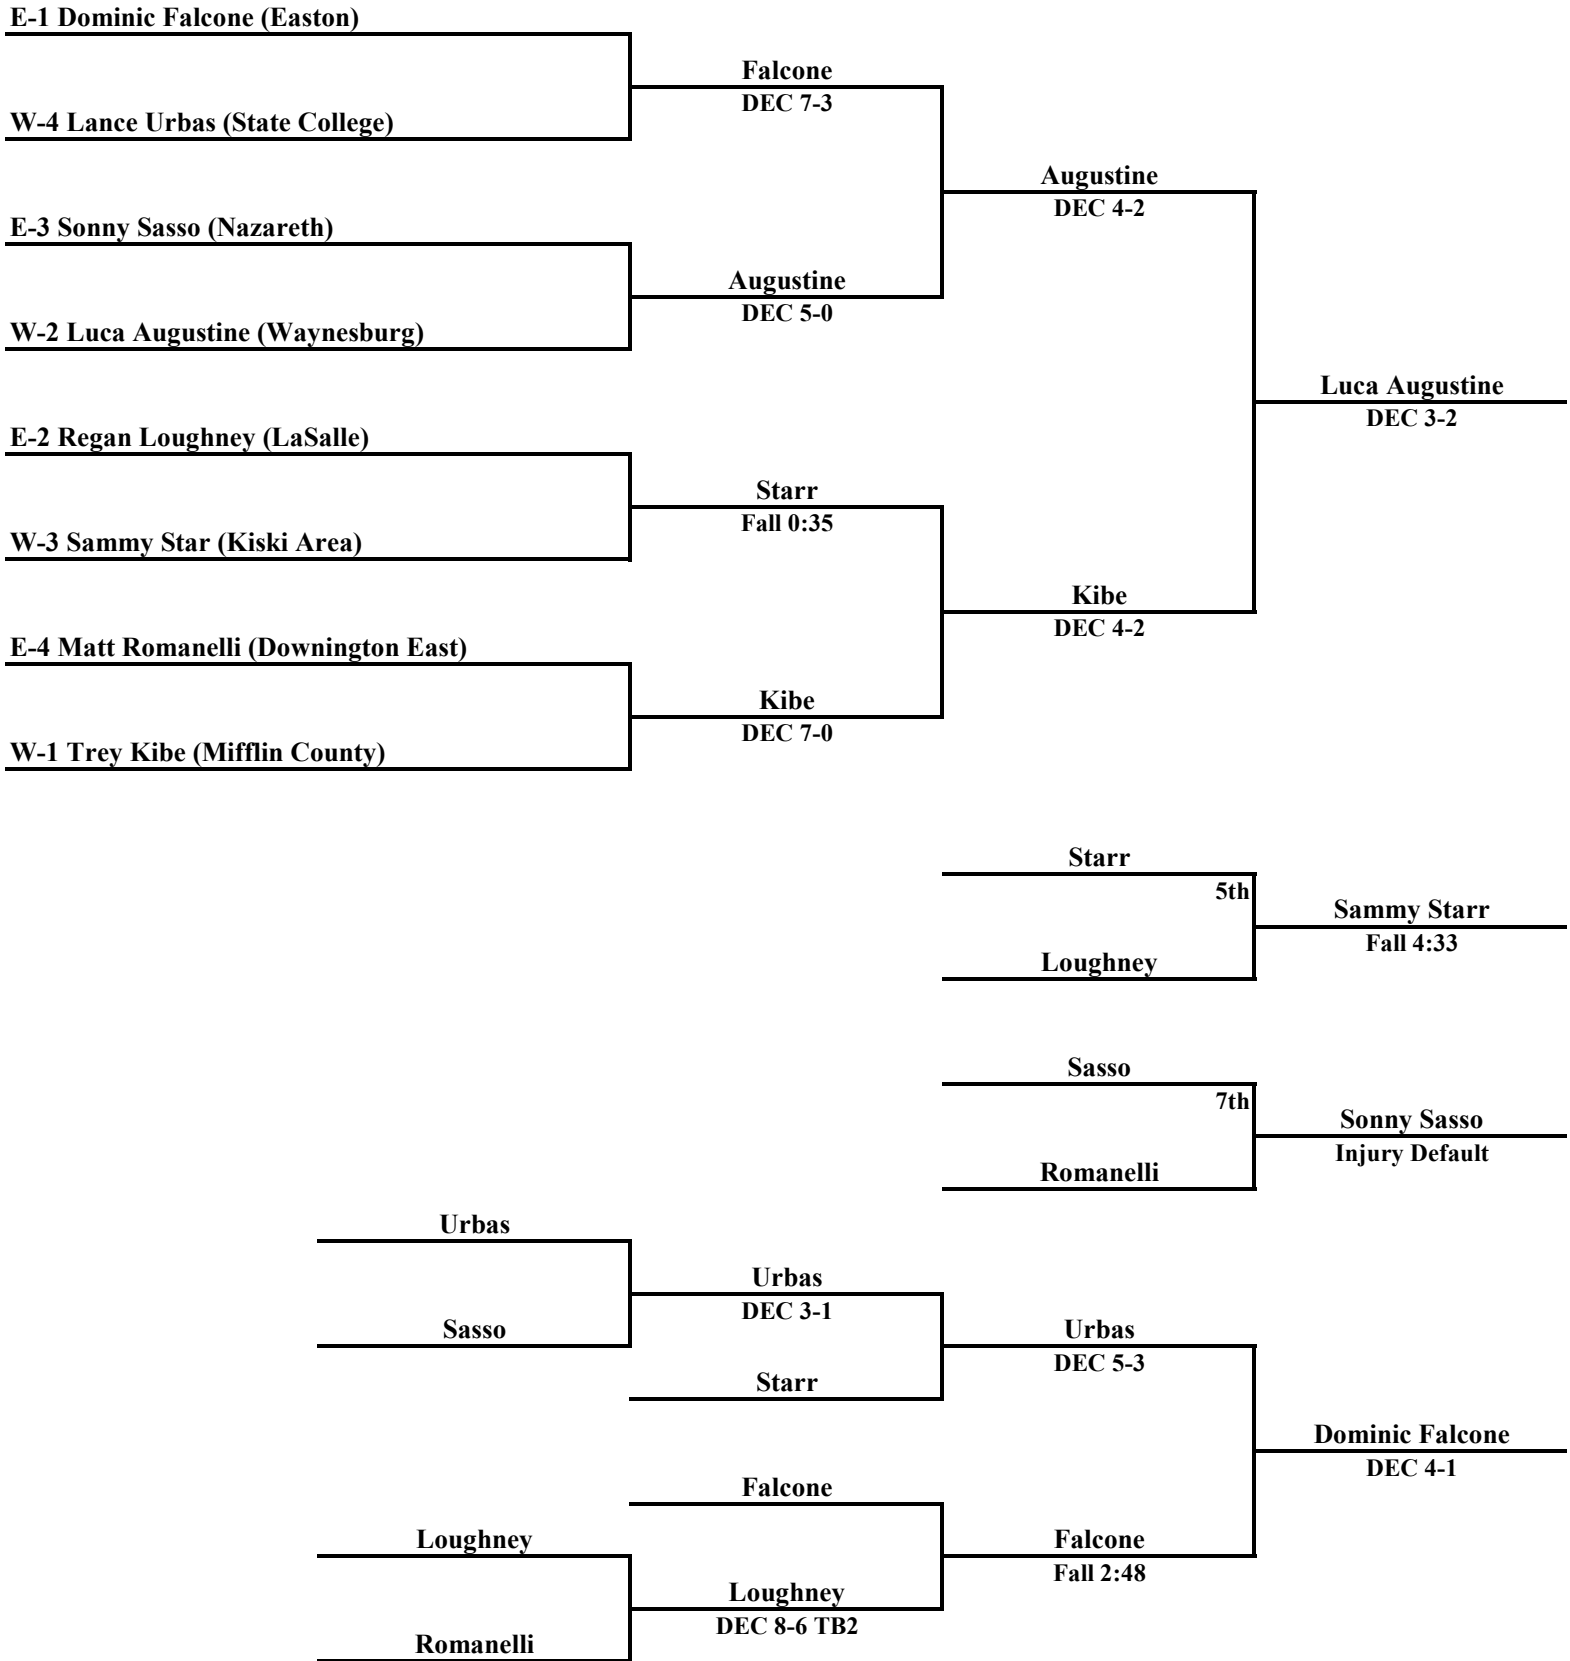 E-1 Dominic Falcone (Easton)
Falcone
DEC 7-3
W-4 Lance Urbas (State College)
Augustine
DEC 4-2
E-3 Sonny Sasso (Nazareth)
Augustine
DEC 5-0
W-2 Luca Augustine (Waynesburg)
Luca Augustine
DEC 3-2
E-2 Regan Loughney (LaSalle)
Starr
Fall 0:35
W-3 Sammy Star (Kiski Area)
Kibe
DEC 4-2
E-4 Matt Romanelli (Downington East)
Kibe
DEC 7-0
W-1 Trey Kibe (Mifflin County)
Starr
5th
Sammy Starr
Fall 4:33
Loughney
Sasso
7th
Sonny Sasso
Injury Default
Romanelli
Urbas
Urbas
DEC 3-1
Sasso
Urbas
DEC 5-3
Starr
Dominic Falcone
DEC 4-1
Falcone
Loughney
Falcone
Fall 2:48
Loughney
DEC 8-6 TB2
Romanelli